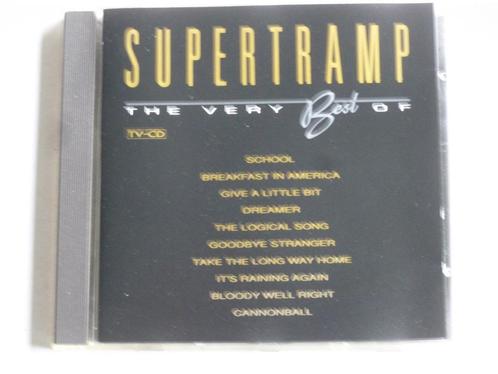 SUPERTRAMP
THE VERY Best OF
TV-CD
SCHOOL
BREAKFAST IN AMERICA
GIVE A LITTLE BIT
DREAMER
THE LOGICAL SONG
GOODBYE STRANGER
TAKE THE LONG WAY HOME
IT'S RAINING AGAIN
BLOODY WELL RIGHT
CANNONBALL